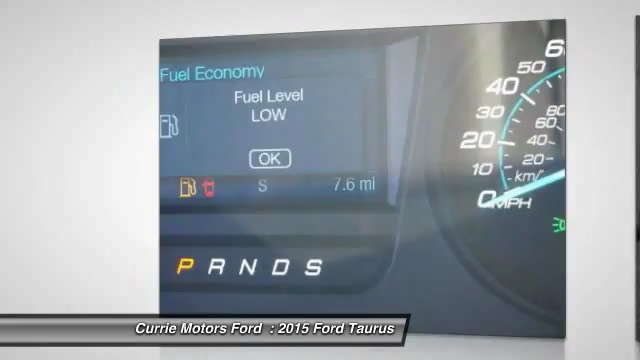 Fuel Economy
Fuel Level
LOW
OK
S 7.6 mi
P R N D S
60
50
40
30
20
10
0 MPH
80
60
40
20
km/h
Currie Motors Ford : 2015 Ford Taurus